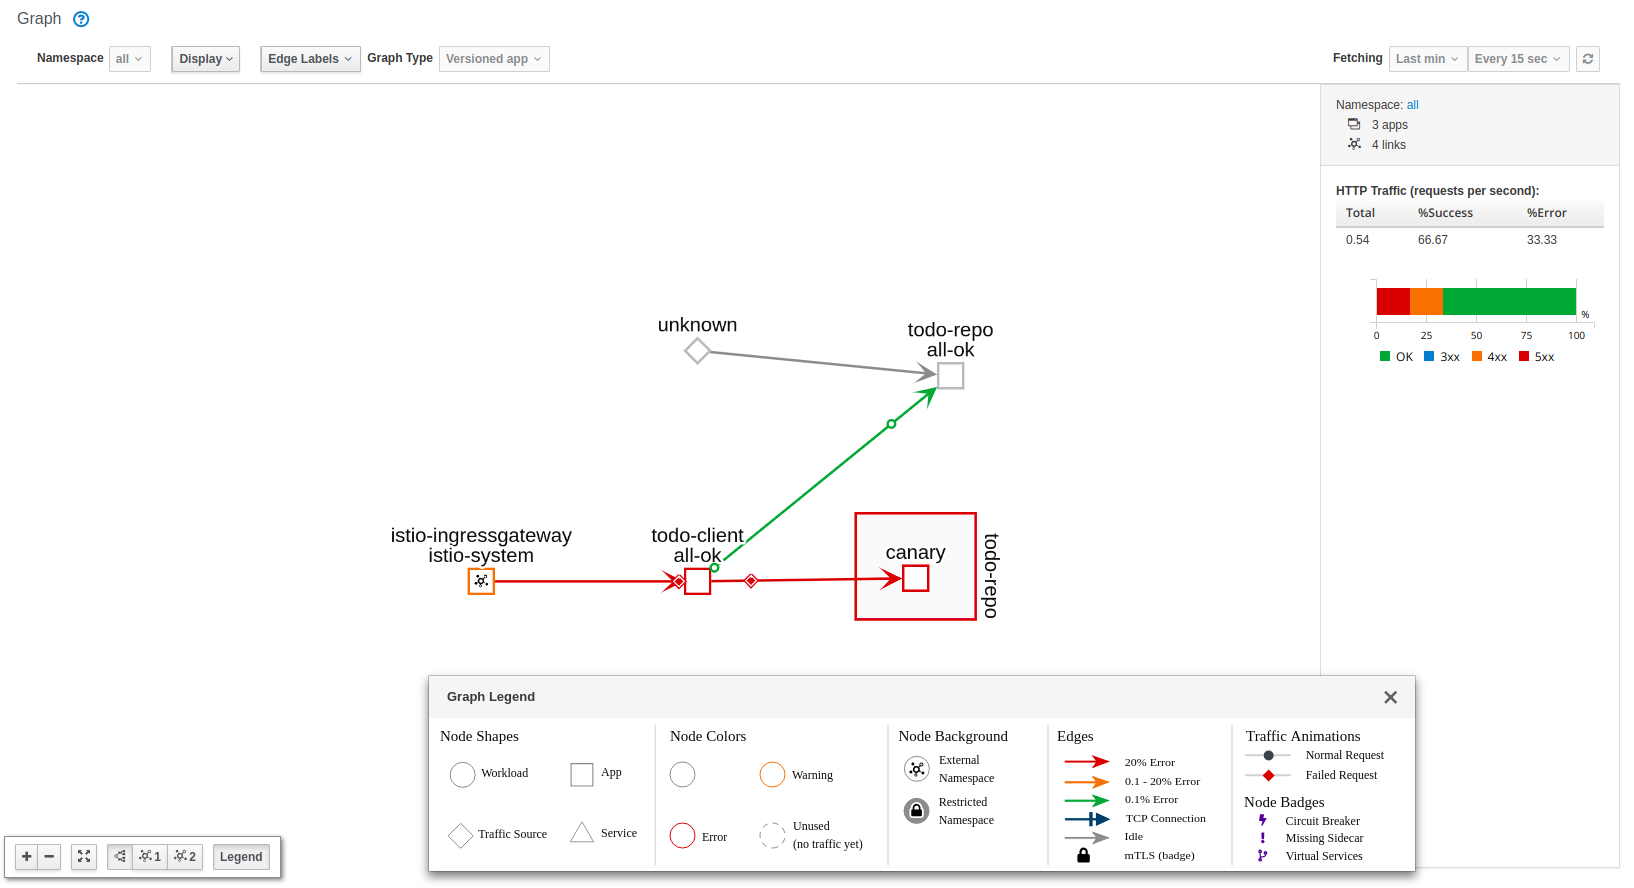 Graph
Namespace all Display Edge Labels Graph Type Versioned app Fetching Last min Every 15 sec
Namespace: all
3 apps
4 links
HTTP Traffic (requests per second):
Total %Success %Error
0.54 66.67 33.33
%
0 25 50 75 100
OK 3xx 4xx 5xx
unknown
todo-repo
all-ok
istio-ingressgateway
istio-system
todo-client
all-ok
canary
todo-repo
Graph Legend
Node Shapes
Workload
App
Traffic Source
Service
Node Colors
Warning
Error
Unused
(no traffic yet)
Node Background
External
Namespace
Restricted
Namespace
Edges
20% Error
0.1 - 20% Error
0.1% Error
TCP Connection
Idle
mTLS (badge)
Traffic Animations
Normal Request
Failed Request
Node Badges
Circuit Breaker
Missing Sidecar
Virtual Services
1 2 Legend